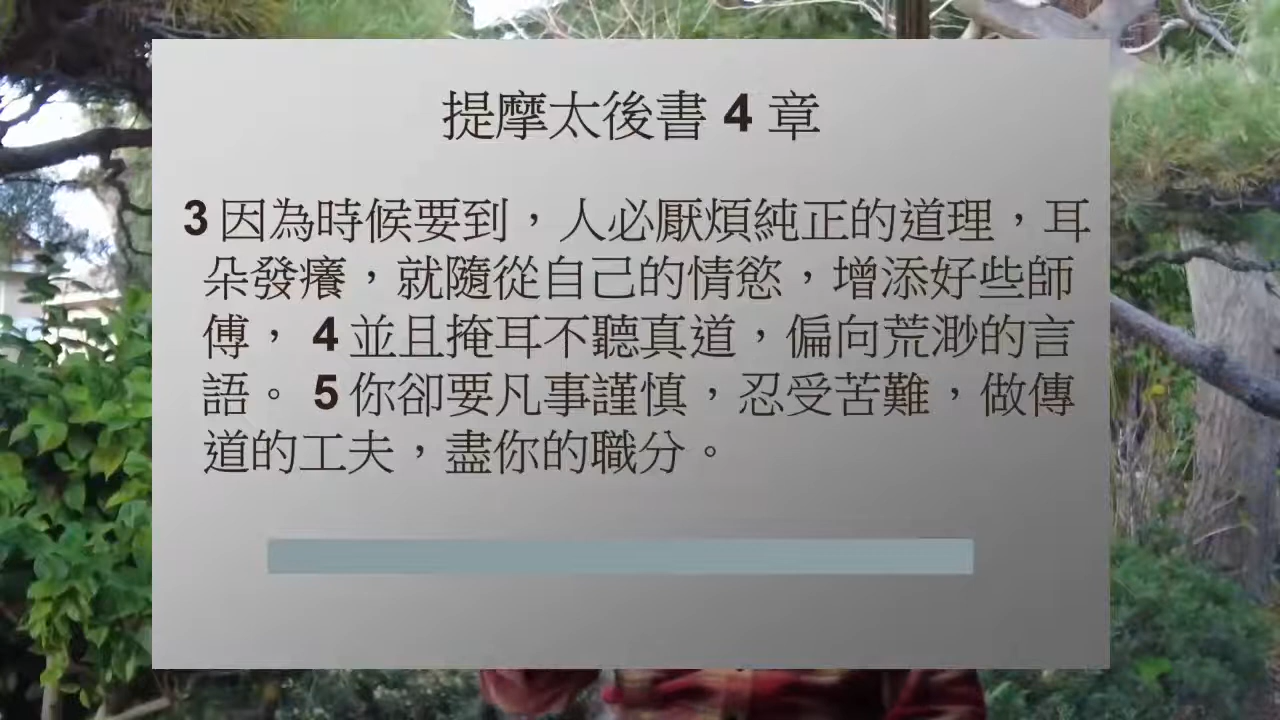 提摩太後書 4 章
3 因為時候要到，人必厭煩純正的道理，耳
朵發癢，就隨從自己的情慾，增添好些師
傅， 4 並且掩耳不聽真道，偏向荒渺的言
語。 5 你卻要凡事謹慎，忍受苦難，做傳
道的工夫，盡你的職分。